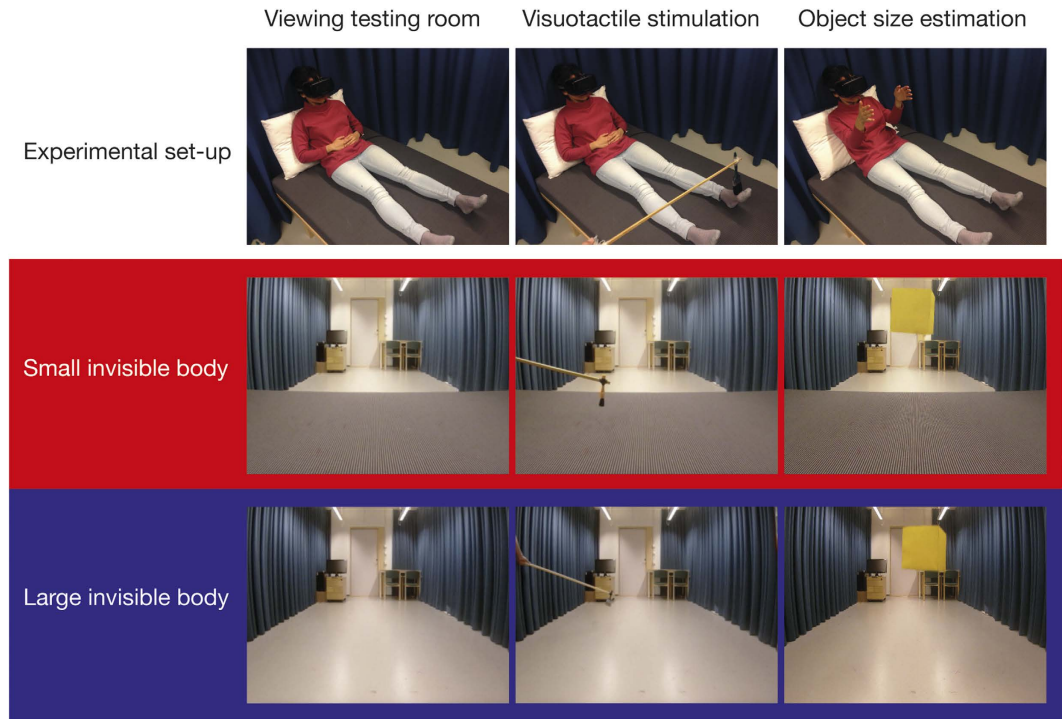 Viewing testing room
Visuotactile stimulation
Object size estimation
Experimental set-up
Small invisible body
Large invisible body